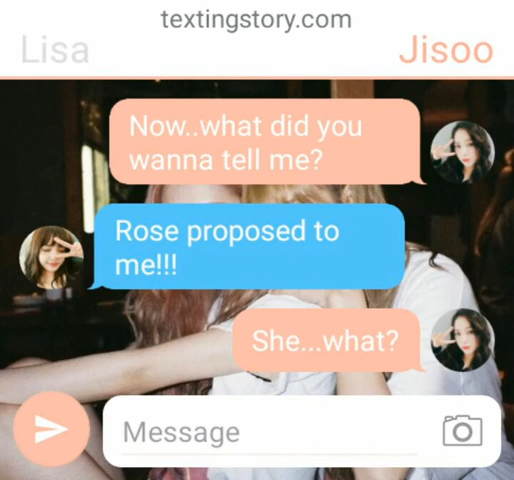 textingstory.com
Lisa Jisoo
Now..what did you
wanna tell me?
Rose proposed to
me!!!
She...what?
Message